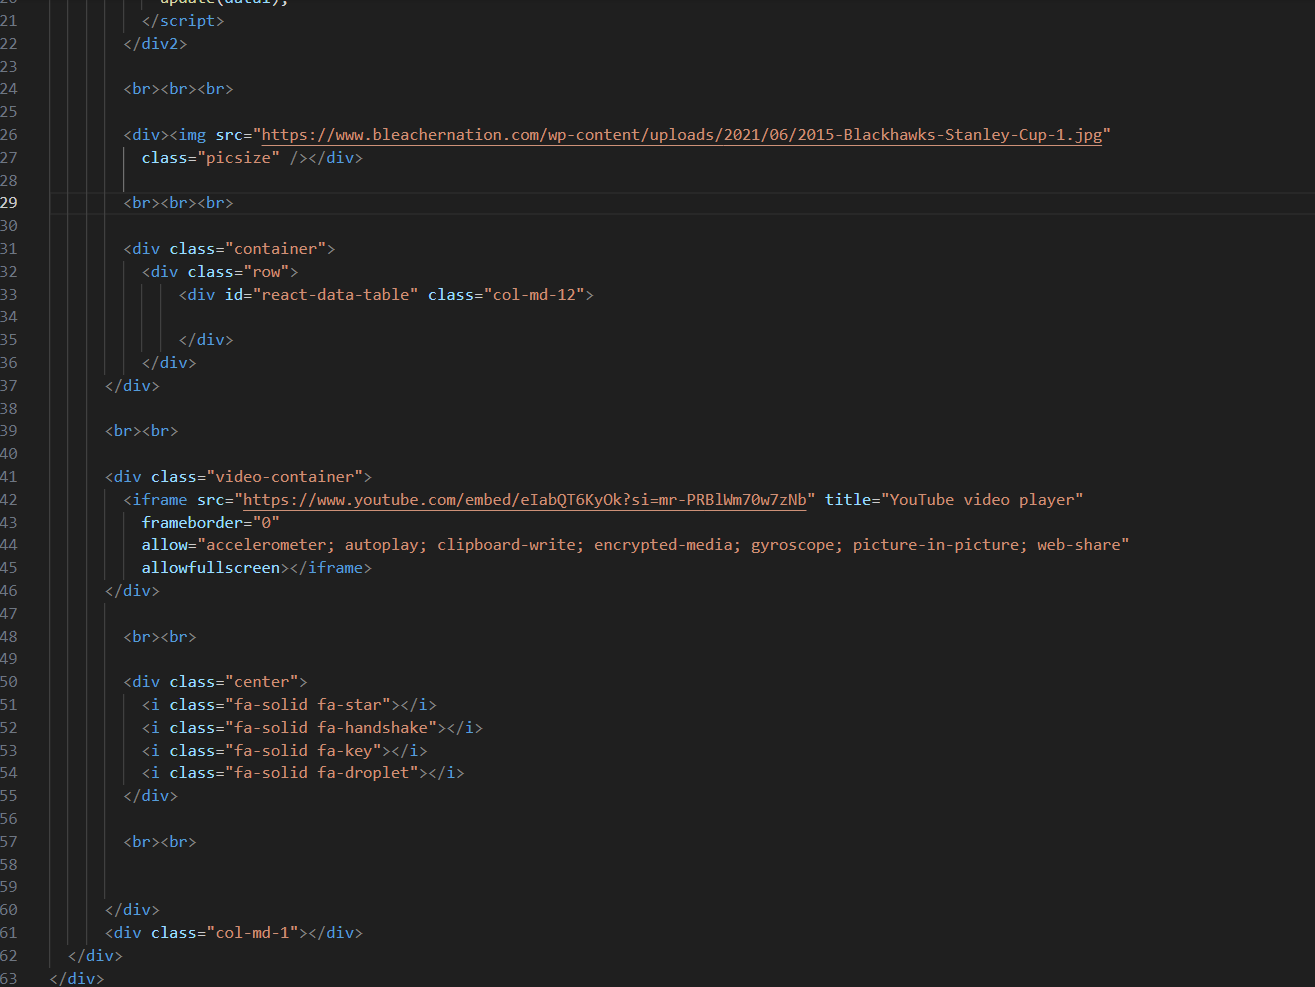 20 update(data1);
21 </script>
22 </div2>
23
24 <br><br><br>
25
26 <div><img src="https://www.bleachernation.com/wp-content/uploads/2021/06/2015-Blackhawks-Stanley-Cup-1.jpg"
27 class="picsize" /></div>
28
29 <br><br><br>
30
31 <div class="container">
32 <div class="row">
33 <div id="react-data-table" class="col-md-12">
34
35 </div>
36 </div>
37 </div>
38
39 <br><br>
40
41 <div class="video-container">
42 <iframe src="https://www.youtube.com/embed/eIabQT6KyOk?si=mr-PRBlWm70w7zNb" title="YouTube video player"
43 frameborder="0"
44 allow="accelerometer; autoplay; clipboard-write; encrypted-media; gyroscope; picture-in-picture; web-share"
45 allowfullscreen></iframe>
46 </div>
47
48 <br><br>
49
50 <div class="center">
51 <i class="fa-solid fa-star"></i>
52 <i class="fa-solid fa-handshake"></i>
53 <i class="fa-solid fa-key"></i>
54 <i class="fa-solid fa-droplet"></i>
55 </div>
56
57 <br><br>
58
59
60 </div>
61 <div class="col-md-1"></div>
62 </div>
63 </div>